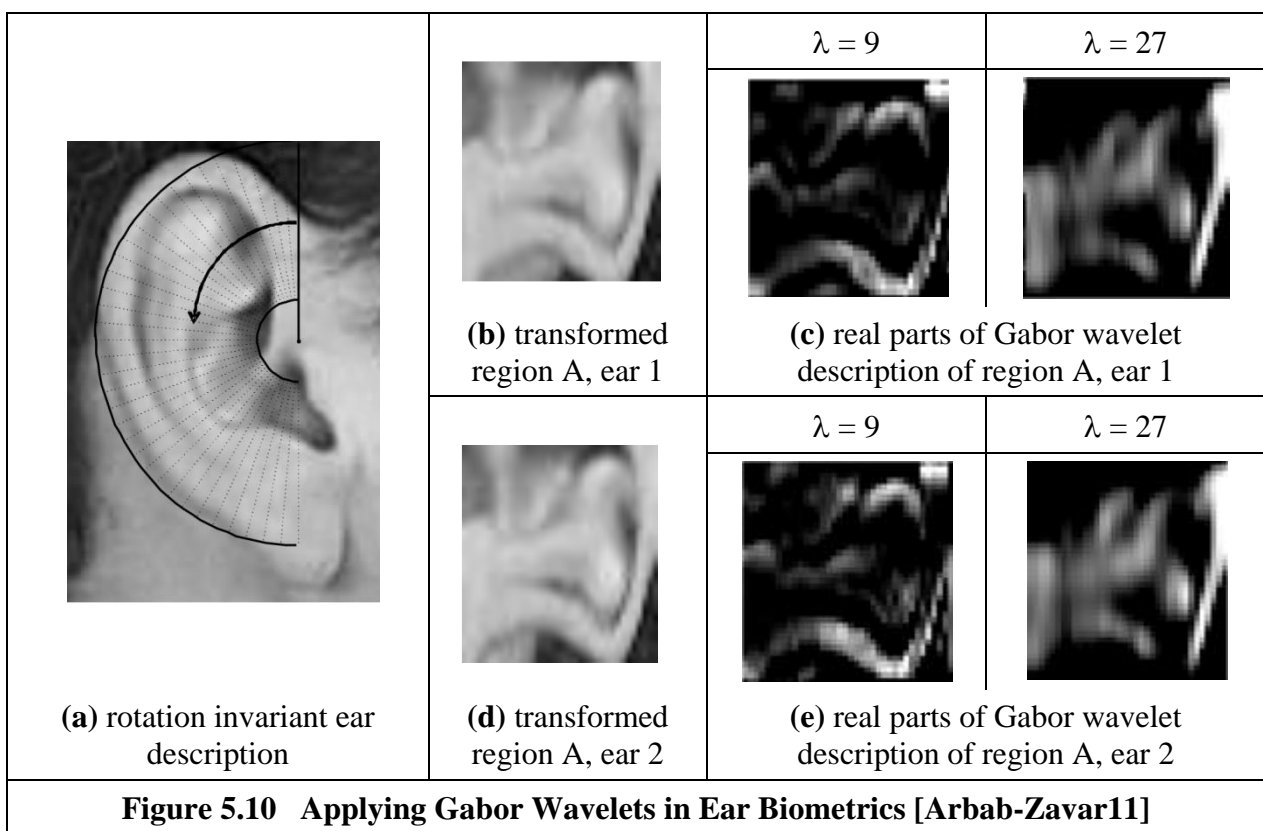 λ = 9
λ = 27
(b) transformed
region A, ear 1
(c) real parts of Gabor wavelet
description of region A, ear 1
λ = 9
λ = 27
(a) rotation invariant ear
description
(d) transformed
region A, ear 2
(e) real parts of Gabor wavelet
description of region A, ear 2
Figure 5.10 Applying Gabor Wavelets in Ear Biometrics [Arbab-Zavar11]